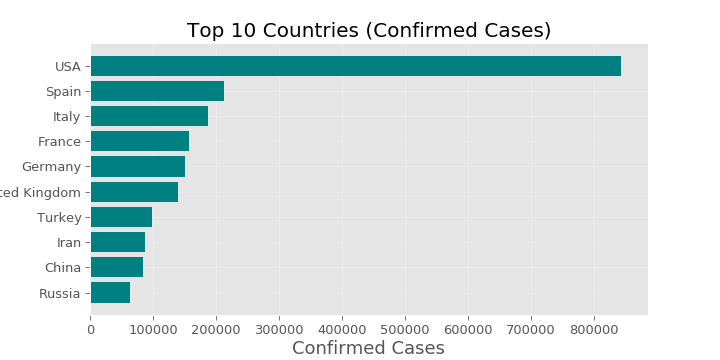 Top 10 Countries (Confirmed Cases)
USA
Spain
Italy
France
Germany
ted Kingdom
Turkey
Iran
China
Russia
0 100000 200000 300000 400000 500000 600000 700000 800000
Confirmed Cases